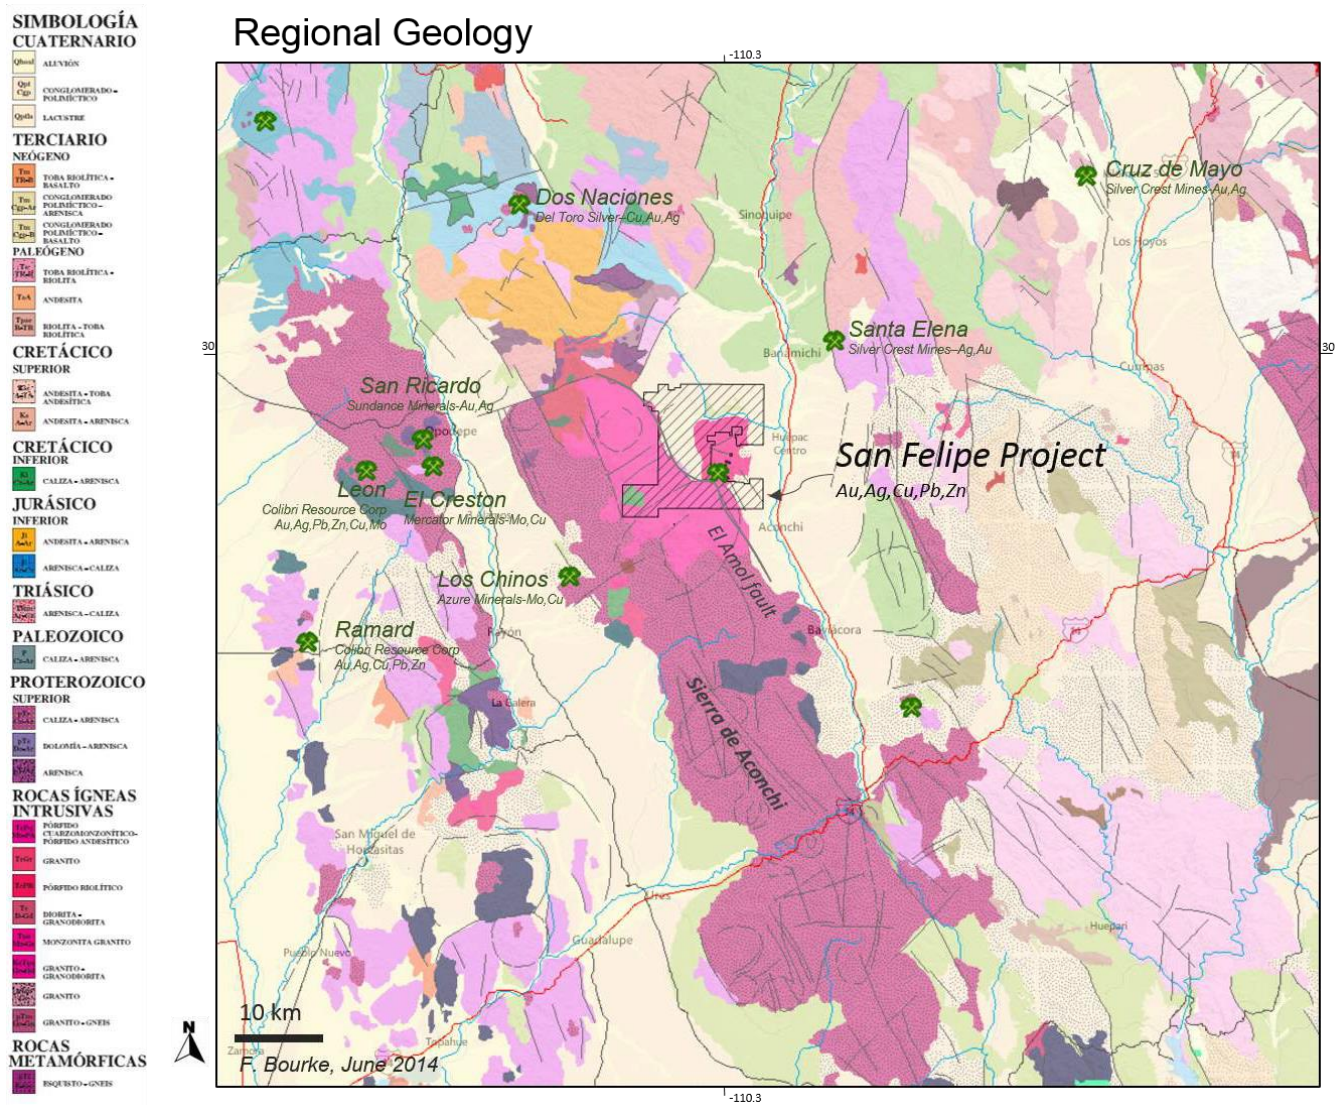 Regional Geology
SIMBOLOGÍA
CUATERNARIO
Qhoal ALUVIÓN
CONGLOMERADO-
POLIMÍCTICO
LACUSTRE
TERCIARIO
NEÓGENO
TOBA RIOLÍTICA-
BASALTO
CONGLOMERADO
POLIMÍCTICO-
ARENISCA
CONGLOMERADO
POLIMÍCTICO-
BASALTO
PALEÓGENO
TOBA RIOLÍTICA-
RIOLITA
ANDESITA
RIOLITA-TOBA
RIOLÍTICA
CRETÁCICO
SUPERIOR
ANDESITA-TOBA
ANDESÍTICA
ANDESITA-ARENISCA
CRETÁCICO
INFERIOR
CALIZA-ARENISCA
JURÁSICO
INFERIOR
ANDESITA-ARENISCA
ARENISCA-CALIZA
TRIÁSICO
ARENISCA-CALIZA
PALEOZOICO
CALIZA-ARENISCA
PROTEROZOICO
SUPERIOR
CALIZA-ARENISCA
DOLOMÍA-ARENISCA
ARENISCA
ROCAS ÍGNEAS
INTRUSIVAS
PÓRFIDO
CUARZOMONZONÍTICO-
PÓRFIDO ANDESÍTICO
GRANITO
PÓRFIDO RIOLÍTICO
DIORITA-
GRANODIORITA
MONZONITA GRANITO
GRANITO-
GRANODIORITA
GRANITO
GRANITO-GNEIS
ROCAS
METAMÓRFICAS
ESQUISTO-GNEIS
-110.3
Cruz de Mayo
Silver Crest Mines-Au,Ag
Dos Naciones
Del Toro Silver-Cu,Au,Ag
Sinoquipe
Los Hoyos
Santa Elena
Silver Crest Mines-Ag,Au
30
30
Banámichi
Cumpas
San Ricardo
Sundance Minerals-Au,Ag
Opodepe
Huepac
Centro
San Felipe Project
Au,Ag,Cu,Pb,Zn
Leon
Colibri Resource Corp
Au,Ag,Pb,Zn,Cu,Mo
El Creston
Mercator Minerals-Mo,Cu
Aconchi
El Amol fault
Los Chinos
Azure Minerals-Mo,Cu
Ramard
Colibri Resource Corp
Au,Ag,Cu,Pb,Zn
Rayón
Baviácora
La Galera
Sierra de Aconchi
San Miguel de
Horcasitas
Ures
Guadalupe
Pueblo Nuevo
Huepari
Topahue
Zamora
10 km
N
F. Bourke, June 2014
-110.3